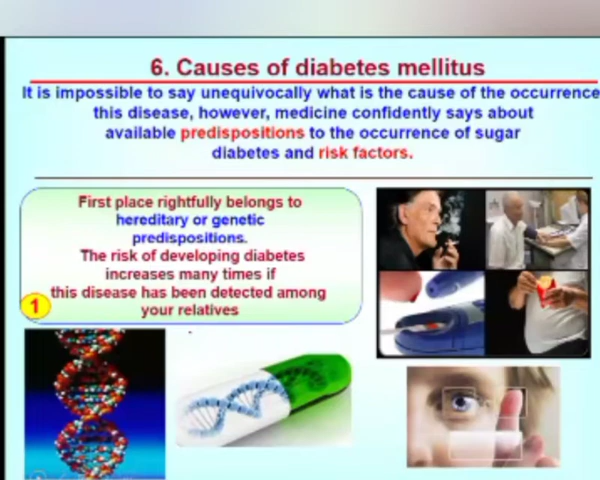 6. Causes of diabetes mellitus
It is impossible to say unequivocally what is the cause of the occurrence
this disease, however, medicine confidently says about
available predispositions to the occurrence of sugar
diabetes and risk factors.
First place rightfully belongs to
hereditary or genetic
predispositions.
The risk of developing diabetes
increases many times if
this disease has been detected among
your relatives
1